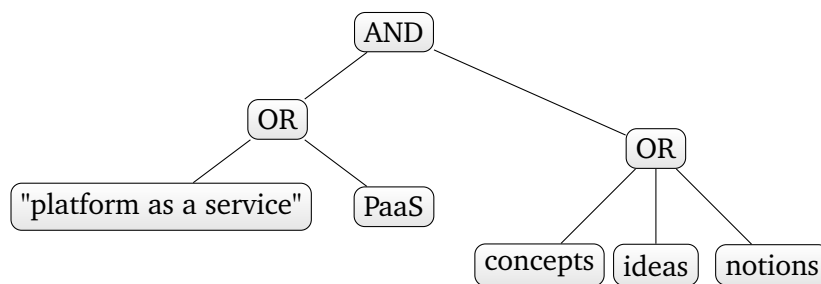 AND
OR
OR
"platform as a service"
PaaS
concepts
ideas
notions